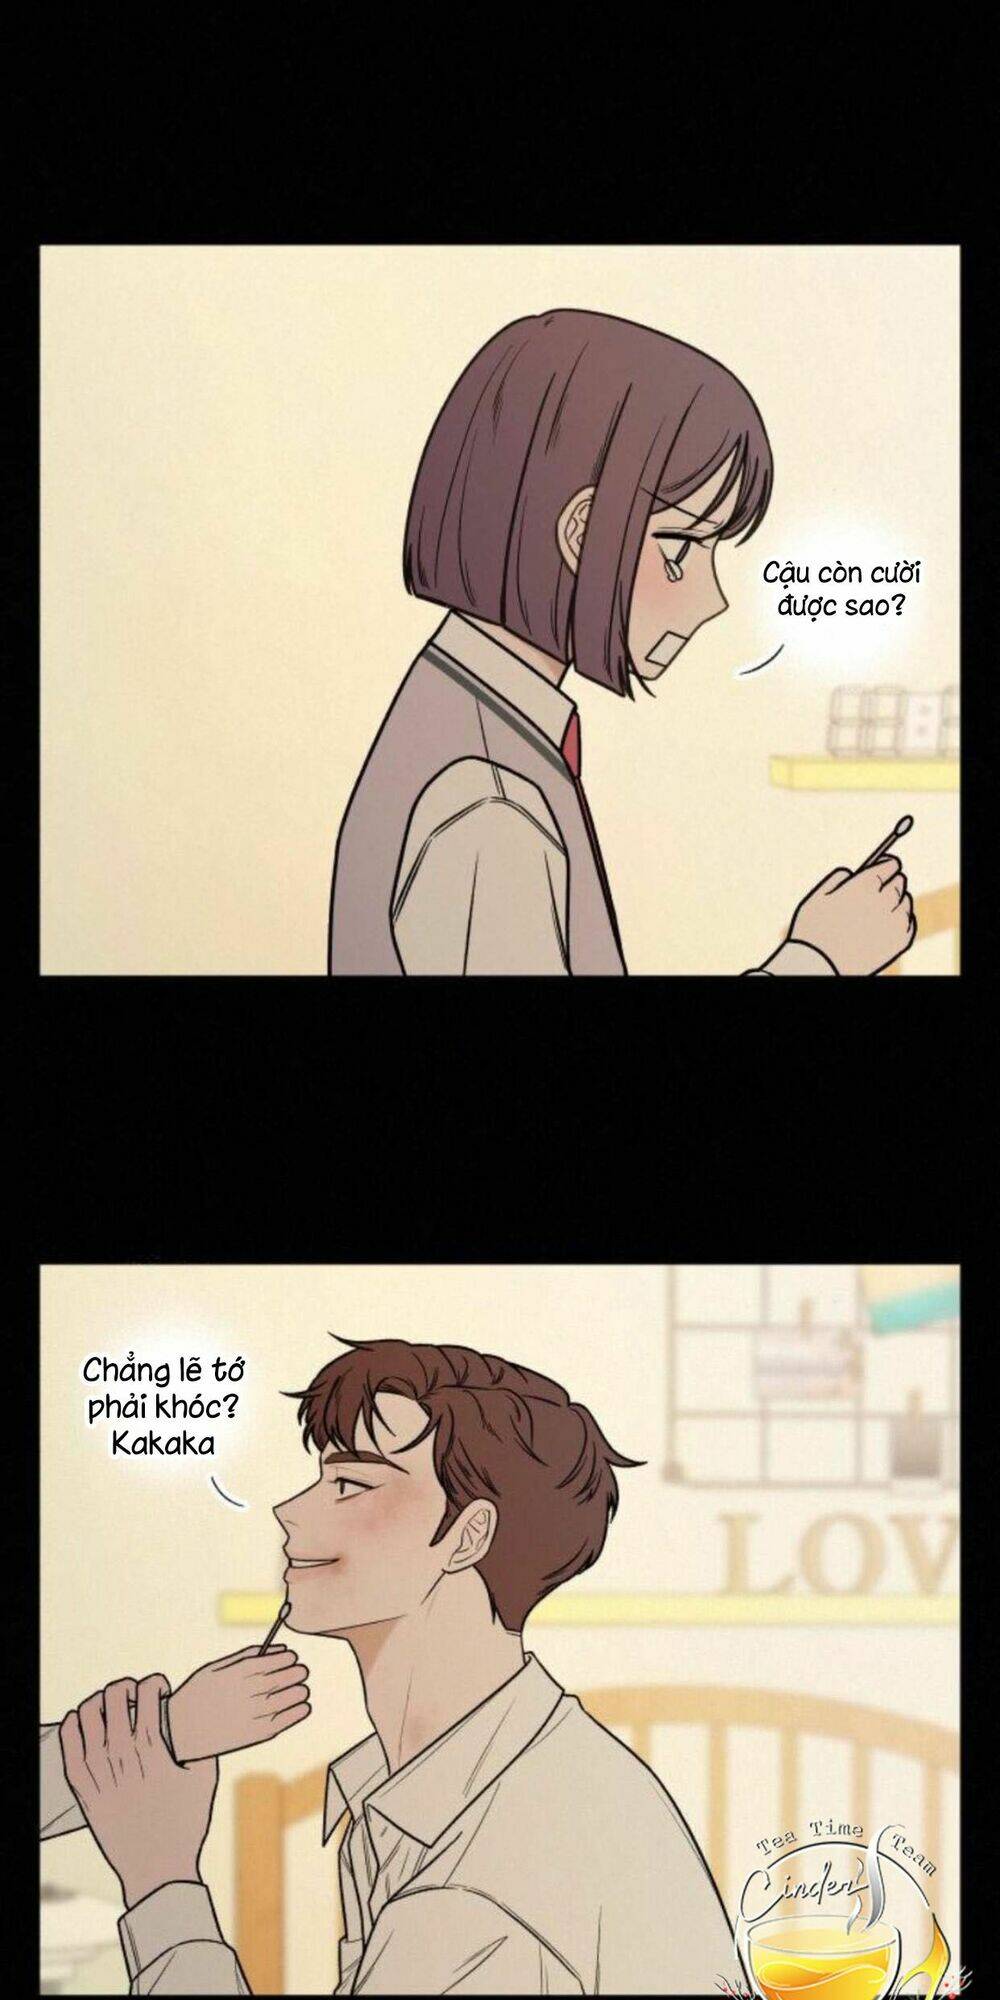 Cậu còn cười
được sao?
Chẳng lẽ tớ
phải khóc?
Kakaka
LOV
Tea Time Team
Cinder's